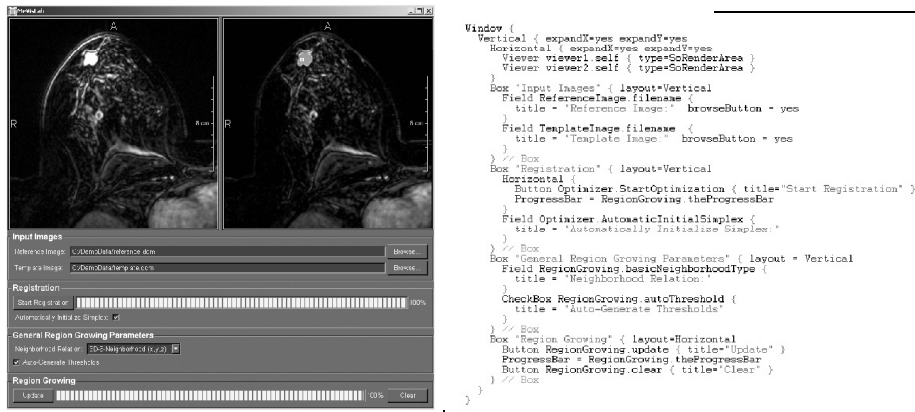 MeVisLab
A
A
R
R
8 cm
8 cm
Input Images
Reference Image: C:/DemoData/reference.dcm Browse...
Template Image: C:/DemoData/template.dcm Browse...
Registration
Start Registration 100%
Automatically Initialize Simplex:
General Region Growing Parameters
Neighborhood Relation: 3D-6-Neighborhood (x,y,z)
Auto-Generate Thresholds
Region Growing
Update 100% Clear
Window {
Vertical { expandX=yes expandY=yes
Horizontal { expandX=yes expandY=yes
Viewer viewer1.self { type=SoRenderArea }
Viewer viewer2.self { type=SoRenderArea }
}
Box "Input Images" { layout=Vertical
Field ReferenceImage.filename {
title = "Reference Image:" browseButton = yes
}
Field TemplateImage.filename {
title = "Template Image:" browseButton = yes
}
} // Box
Box "Registration" { layout=Vertical
Horizontal {
Button Optimizer.StartOptimization { title="Start Registration" }
ProgressBar = RegionGrowing.theProgressBar
}
Field Optimizer.AutomaticInitialSimplex {
title = "Automatically Initialize Simplex:"
}
} // Box
Box "General Region Growing Parameters" { layout = Vertical
Field RegionGrowing.basicNeighborhoodType {
title = "Neighborhood Relation:"
}
CheckBox RegionGrowing.autoThreshold {
title = "Auto-Generate Thresholds"
}
} // Box
Box "Region Growing" { layout=Horizontal
Button RegionGrowing.update { title="Update" }
ProgressBar = RegionGrowing.theProgressBar
Button RegionGrowing.clear { title="Clear" }
} // Box
}
}